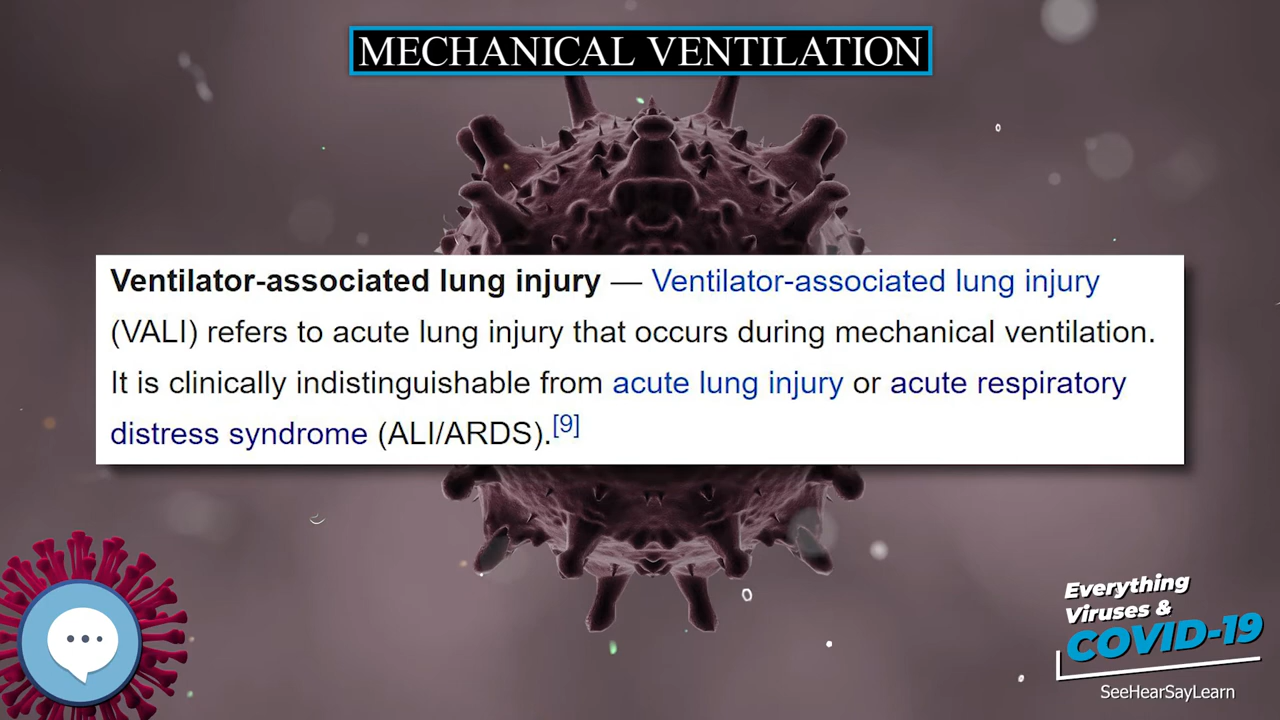 MECHANICAL VENTILATION
Ventilator-associated lung injury — Ventilator-associated lung injury
(VALI) refers to acute lung injury that occurs during mechanical ventilation.
It is clinically indistinguishable from acute lung injury or acute respiratory
distress syndrome (ALI/ARDS).[9]
Everything
Viruses &
COVID-19
SeeHearSayLearn